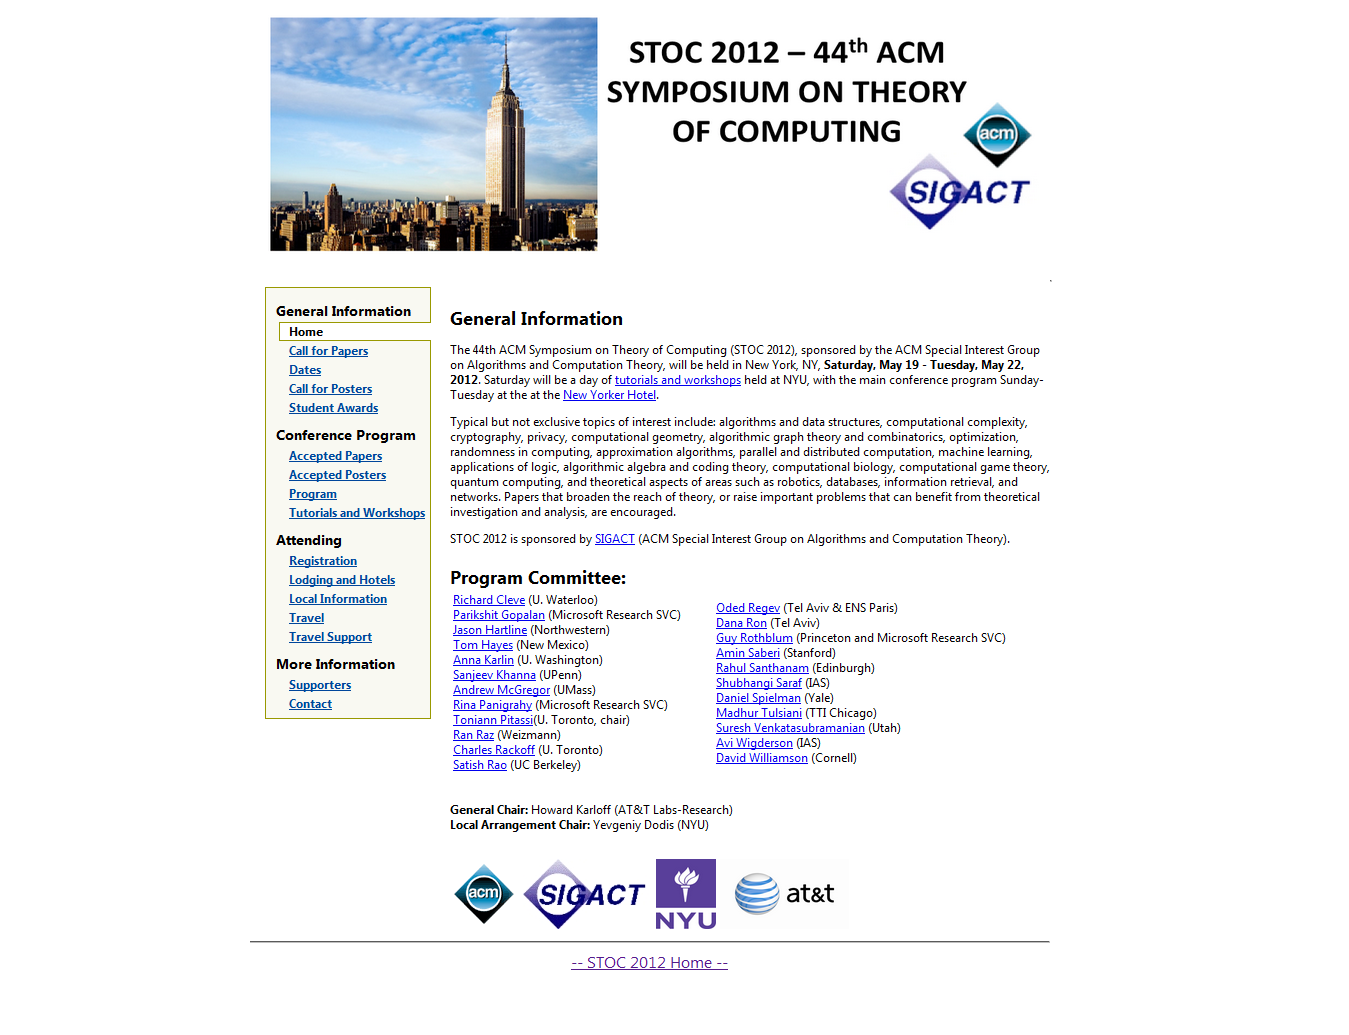 STOC 2012 – 44th ACM
SYMPOSIUM ON THEORY
OF COMPUTING
acm
SIGACT
General Information
Home
Call for Papers
Dates
Call for Posters
Student Awards
Conference Program
Accepted Papers
Accepted Posters
Program
Tutorials and Workshops
Attending
Registration
Lodging and Hotels
Local Information
Travel
Travel Support
More Information
Supporters
Contact
General Information
The 44th ACM Symposium on Theory of Computing (STOC 2012), sponsored by the ACM Special Interest Group
on Algorithms and Computation Theory, will be held in New York, NY, Saturday, May 19 - Tuesday, May 22,
2012. Saturday will be a day of tutorials and workshops held at NYU, with the main conference program Sunday-
Tuesday at the at the New Yorker Hotel.
Typical but not exclusive topics of interest include: algorithms and data structures, computational complexity,
cryptography, privacy, computational geometry, algorithmic graph theory and combinatorics, optimization,
randomness in computing, approximation algorithms, parallel and distributed computation, machine learning,
applications of logic, algorithmic algebra and coding theory, computational biology, computational game theory,
quantum computing, and theoretical aspects of areas such as robotics, databases, information retrieval, and
networks. Papers that broaden the reach of theory, or raise important problems that can benefit from theoretical
investigation and analysis, are encouraged.
STOC 2012 is sponsored by SIGACT (ACM Special Interest Group on Algorithms and Computation Theory).
Program Committee:
Richard Cleve (U. Waterloo)
Parikshit Gopalan (Microsoft Research SVC)
Jason Hartline (Northwestern)
Tom Hayes (New Mexico)
Anna Karlin (U. Washington)
Sanjeev Khanna (UPenn)
Andrew McGregor (UMass)
Rina Panigrahy (Microsoft Research SVC)
Toniann Pitassi(U. Toronto, chair)
Ran Raz (Weizmann)
Charles Rackoff (U. Toronto)
Satish Rao (UC Berkeley)
Oded Regev (Tel Aviv & ENS Paris)
Dana Ron (Tel Aviv)
Guy Rothblum (Princeton and Microsoft Research SVC)
Amin Saberi (Stanford)
Rahul Santhanam (Edinburgh)
Shubhangi Saraf (IAS)
Daniel Spielman (Yale)
Madhur Tulsiani (TTI Chicago)
Suresh Venkatasubramanian (Utah)
Avi Wigderson (IAS)
David Williamson (Cornell)
General Chair: Howard Karloff (AT&T Labs-Research)
Local Arrangement Chair: Yevgeniy Dodis (NYU)
acm
SIGACT
NYU
at&t
-- STOC 2012 Home --